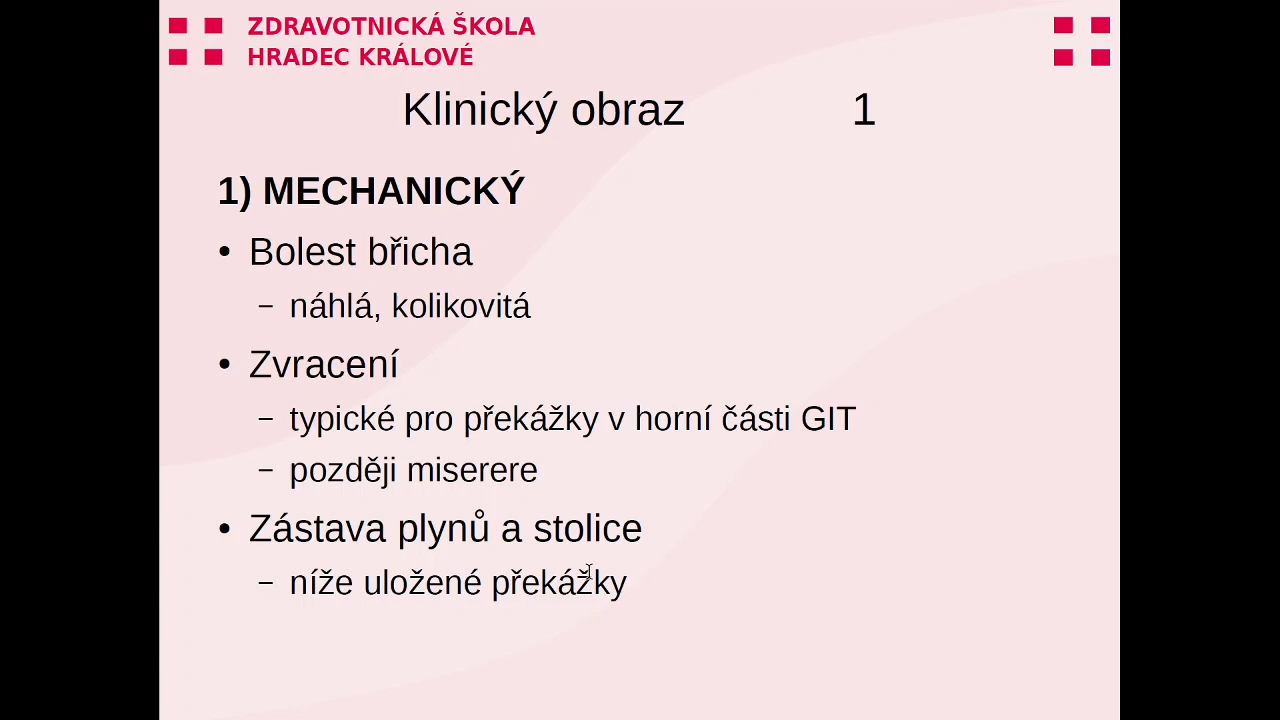 ZDRAVOTNICKÁ ŠKOLA
HRADEC KRÁLOVÉ
Klinický obraz 1
1) MECHANICKÝ
• Bolest břicha
– náhlá, kolikovitá
• Zvracení
– typické pro překážky v horní části GIT
– později miserere
• Zástava plynů a stolice
– níže uložené překážky